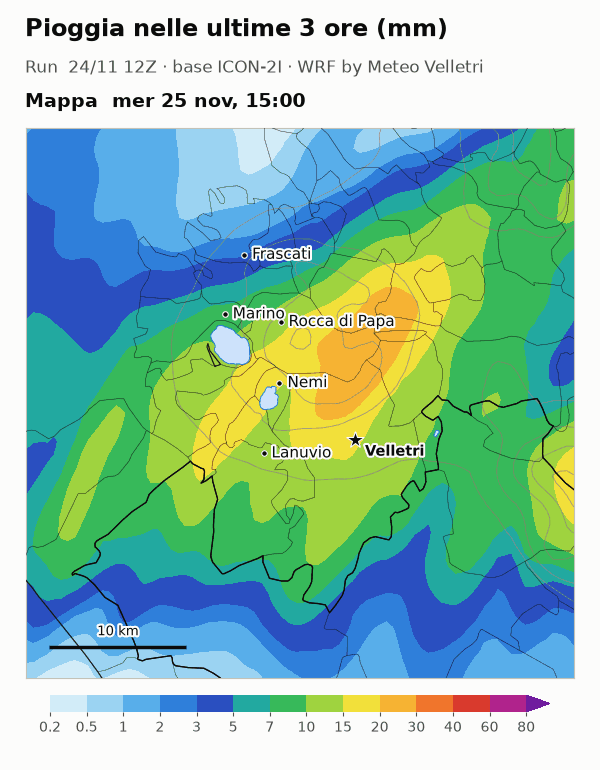 Pioggia nelle ultime 3 ore (mm)
Run 24/11 12Z · base ICON-2I · WRF by Meteo Velletri
Mappa mer 25 nov, 15:00
Frascati
Marino
Rocca di Papa
Nemi
Lanuvio
Velletri
10 km
0.2 0.5 1 2 3 5 7 10 15 20 30 40 60 80